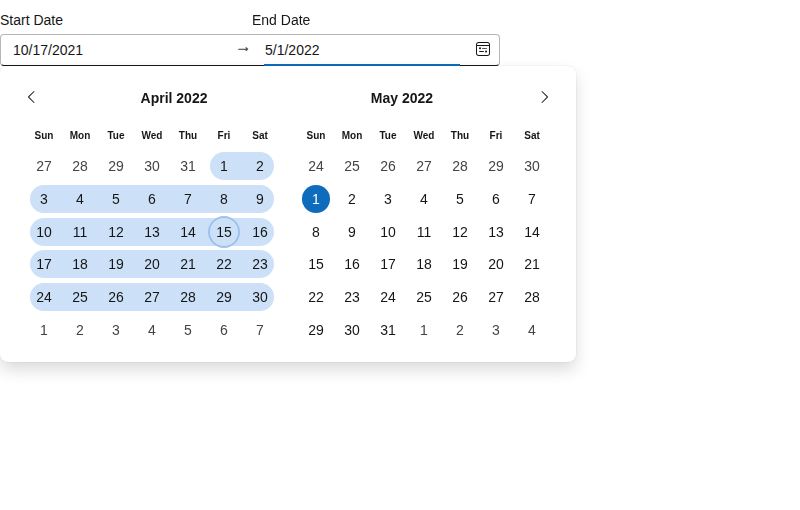 Start Date End Date
10/17/2021 → 5/1/2022
April 2022 May 2022
Sun Mon Tue Wed Thu Fri Sat Sun Mon Tue Wed Thu Fri Sat
27 28 29 30 31 1 2 24 25 26 27 28 29 30
3 4 5 6 7 8 9 1 2 3 4 5 6 7
10 11 12 13 14 15 16 8 9 10 11 12 13 14
17 18 19 20 21 22 23 15 16 17 18 19 20 21
24 25 26 27 28 29 30 22 23 24 25 26 27 28
1 2 3 4 5 6 7 29 30 31 1 2 3 4